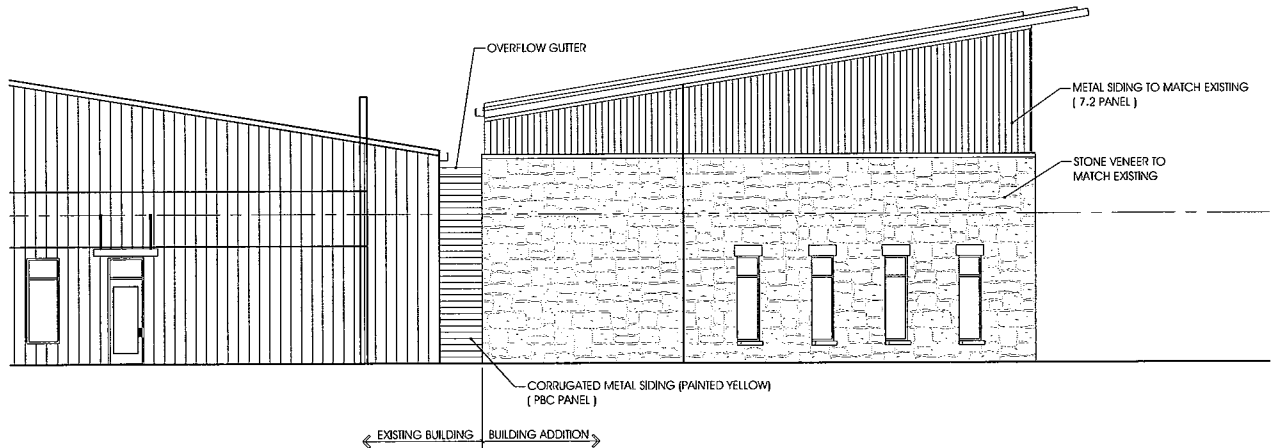 OVERFLOW GUTTER
METAL SIDING TO MATCH EXISTING
( 7.2 PANEL )
STONE VENEER TO
MATCH EXISTING
CORRUGATED METAL SIDING (PAINTED YELLOW)
( PBC PANEL )
EXISTING BUILDING
BUILDING ADDITION